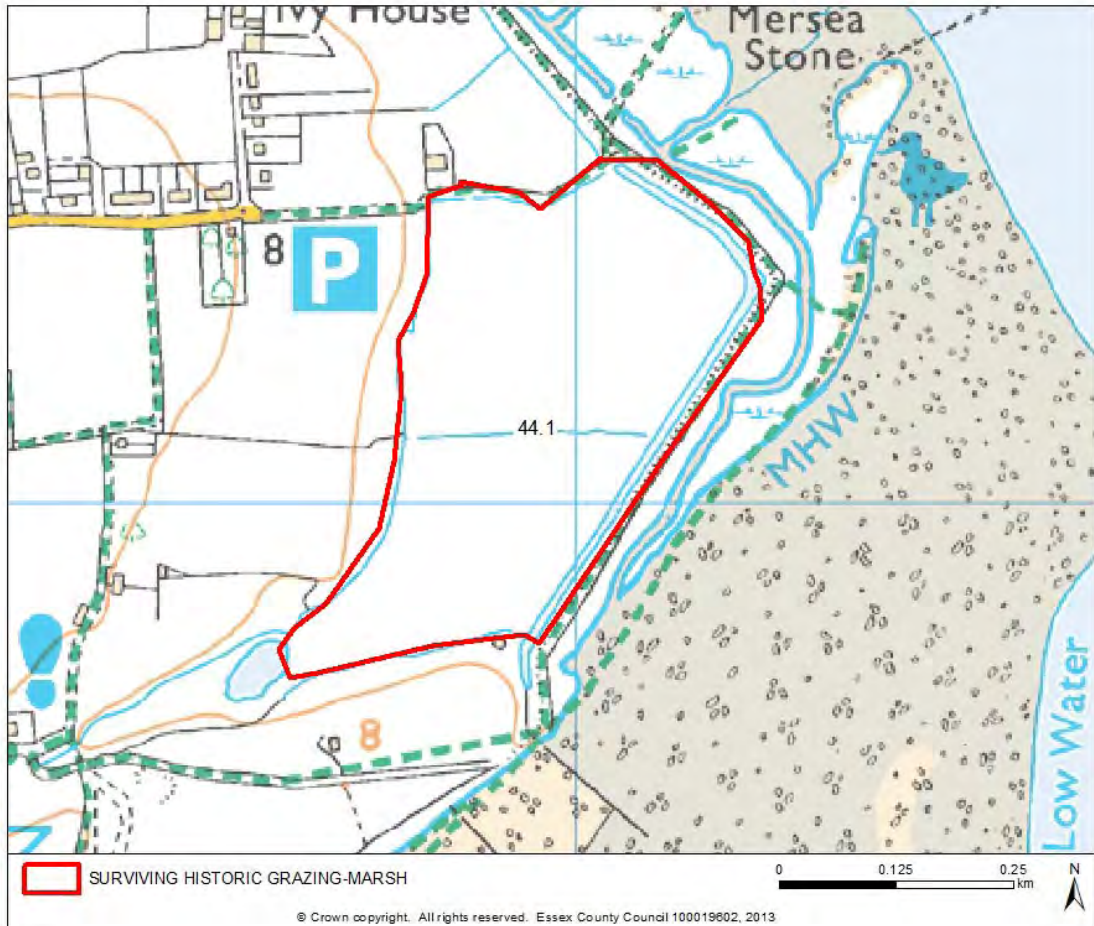 Ivy House
Mersea
Stone
8
P
44.1
MHW
8
Low Water
SURVIVING HISTORIC GRAZING-MARSH
0 0.125 0.25
km
N
© Crown copyright. All rights reserved. Essex County Council 100019602, 2013